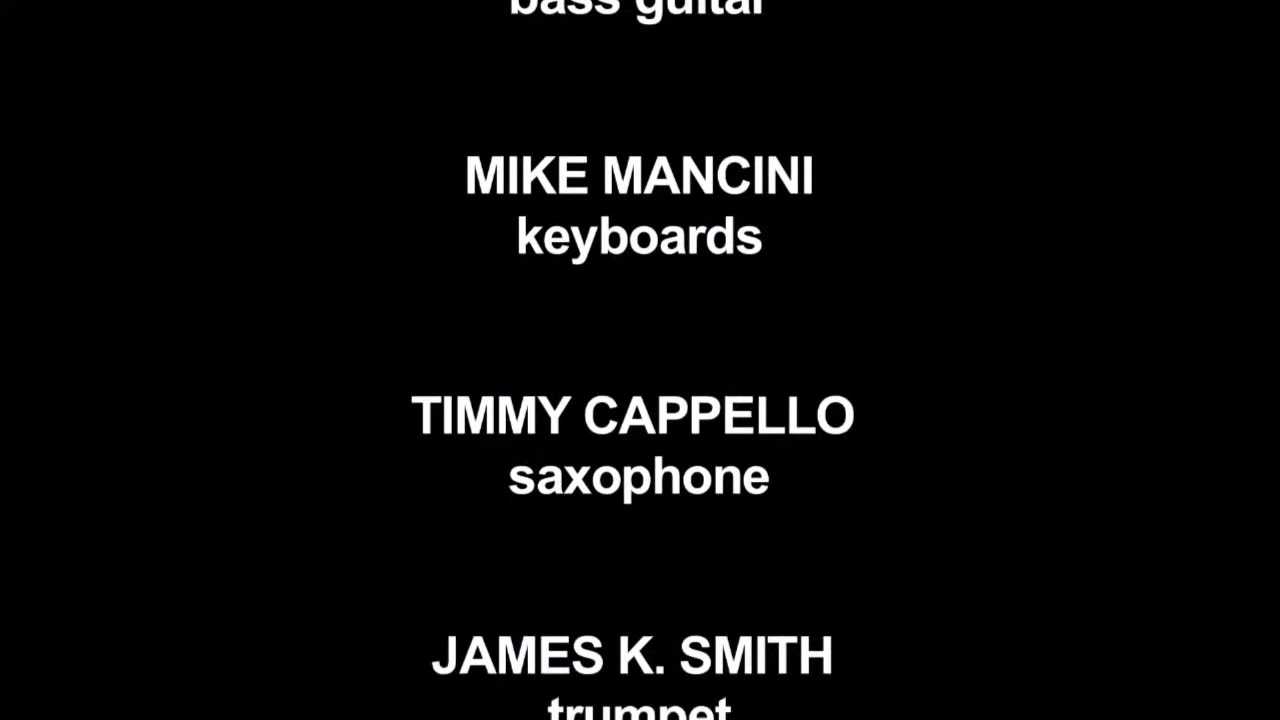 bass guitar
MIKE MANCINI
keyboards
TIMMY CAPPELLO
saxophone
JAMES K. SMITH
trumpet